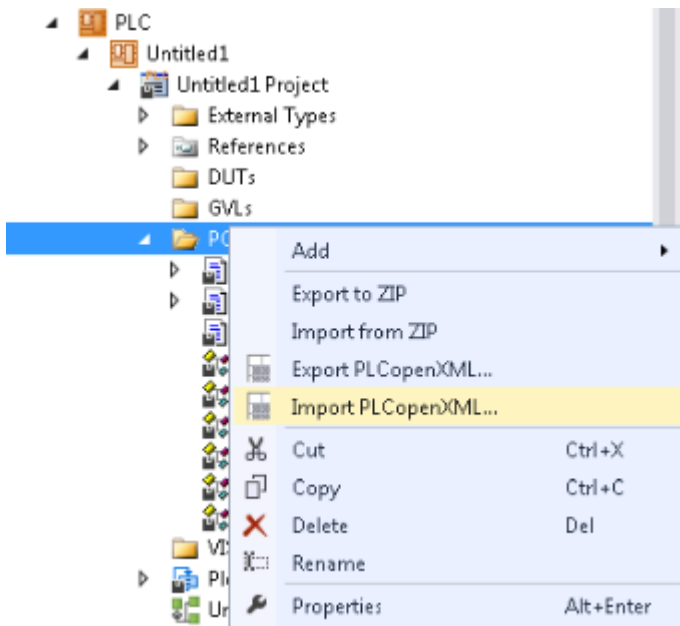 PLC
Untitled1
Untitled1 Project
External Types
References
DUTs
GVLs
Add
Export to ZIP
Import from ZIP
Export PLCopenXML...
Import PLCopenXML...
Cut Ctrl+X
Copy Ctrl+C
Delete Del
Rename
Properties Alt+Enter